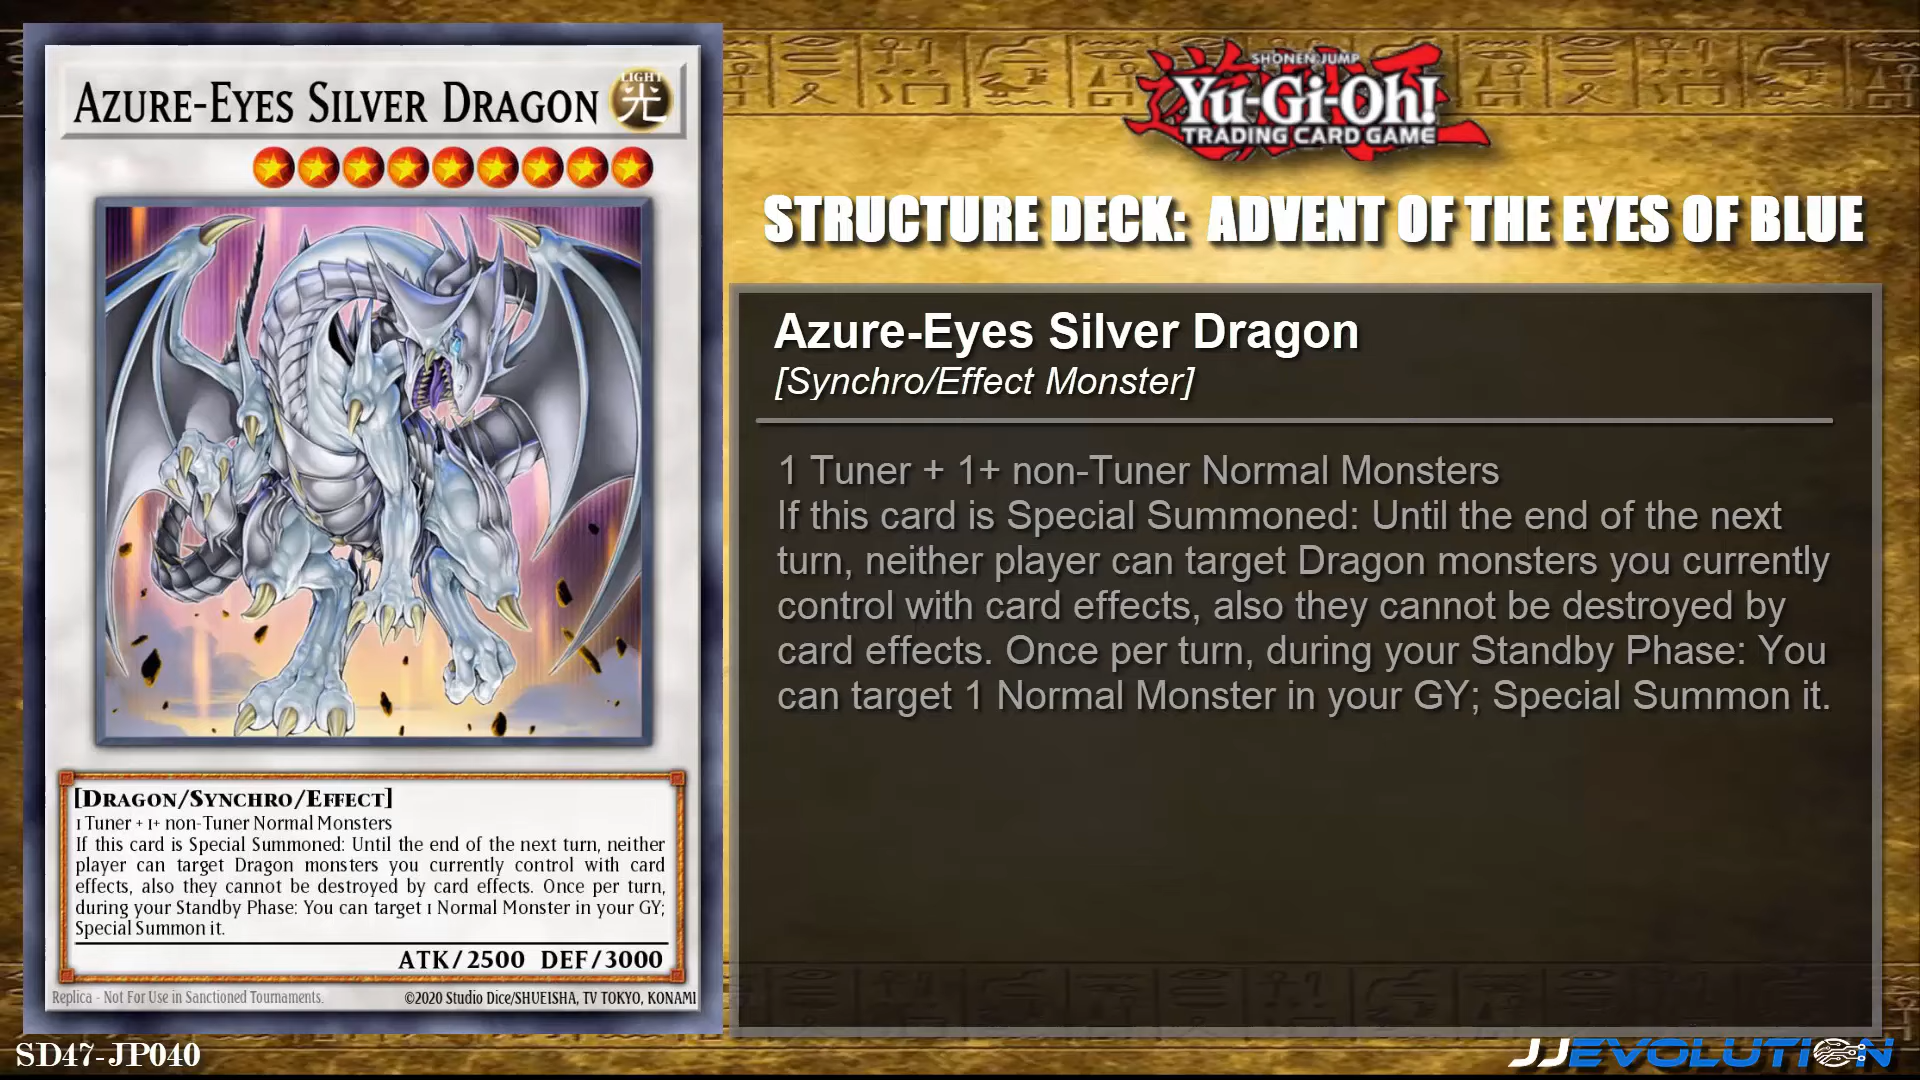 AZURE-EYES SILVER DRAGON
LIGHT
光
[DRAGON/SYNCHRO/EFFECT]
1 Tuner + 1+ non-Tuner Normal Monsters
If this card is Special Summoned: Until the end of the next turn, neither
player can target Dragon monsters you currently control with card
effects, also they cannot be destroyed by card effects. Once per turn,
during your Standby Phase: You can target 1 Normal Monster in your GY;
Special Summon it.
ATK/2500 DEF/3000
Replica - Not For Use in Sanctioned Tournaments.
©2020 Studio Dice/SHUEISHA, TV TOKYO, KONAMI
SD47-JP040
SHONEN JUMP
Yu-Gi-Oh!
TRADING CARD GAME
STRUCTURE DECK: ADVENT OF THE EYES OF BLUE
Azure-Eyes Silver Dragon
[Synchro/Effect Monster]
1 Tuner + 1+ non-Tuner Normal Monsters
If this card is Special Summoned: Until the end of the next
turn, neither player can target Dragon monsters you currently
control with card effects, also they cannot be destroyed by
card effects. Once per turn, during your Standby Phase: You
can target 1 Normal Monster in your GY; Special Summon it.
JJEVOLUTION